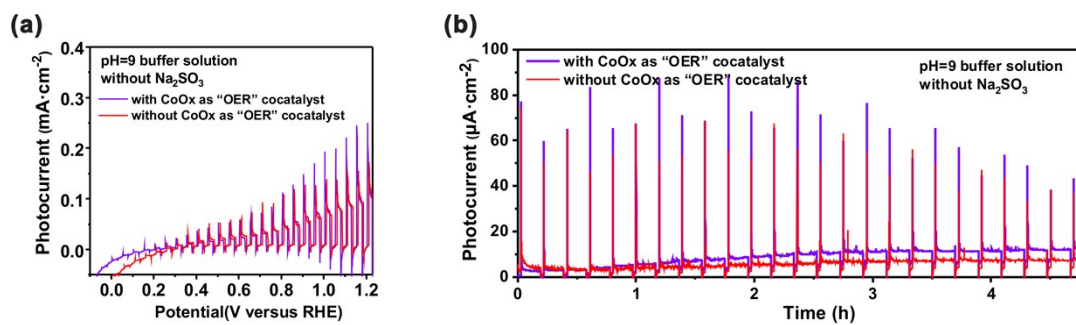 (a)
0.4
0.3
0.2
0.1
0.0
Photocurrent (mA·cm⁻²)
pH=9 buffer solution
without Na₂SO₃
with CoOx as “OER” cocatalyst
without CoOx as “OER” cocatalyst
0.0 0.2 0.4 0.6 0.8 1.0 1.2
Potential(V versus RHE)
(b)
100
80
60
40
20
0
Photocurrent (μA·cm⁻²)
with CoOx as “OER” cocatalyst
without CoOx as “OER” cocatalyst
pH=9 buffer solution
without Na₂SO₃
0 1 2 3 4
Time (h)